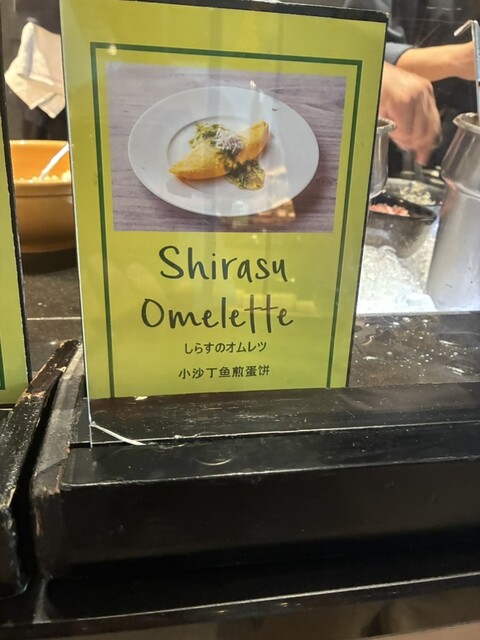 Shirasu
Omelette
しらすのオムレツ
小沙丁鱼煎蛋饼